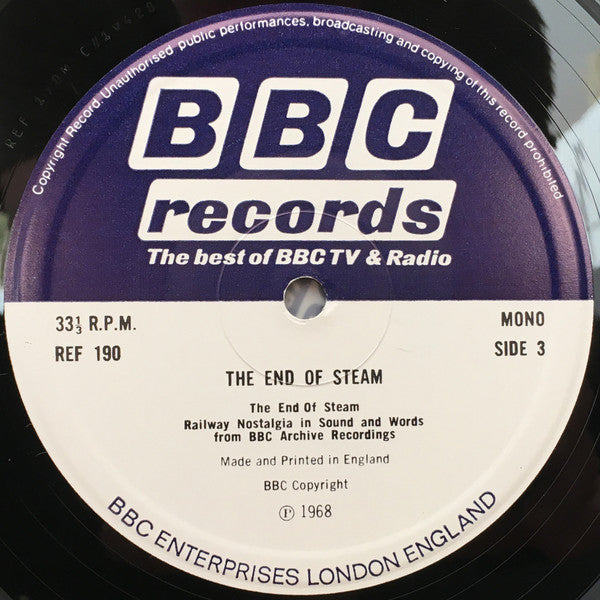 Copyright Record. Unauthorised public performances, broadcasting and copying of this record prohibited
BBC
records
The best of BBC TV & Radio
33⅓ R.P.M.
MONO
REF 190
SIDE 3
THE END OF STEAM
The End Of Steam
Railway Nostalgia in Sound and Words
from BBC Archive Recordings
Made and Printed in England
BBC Copyright
Ⓟ 1968
BBC ENTERPRISES LONDON ENGLAND